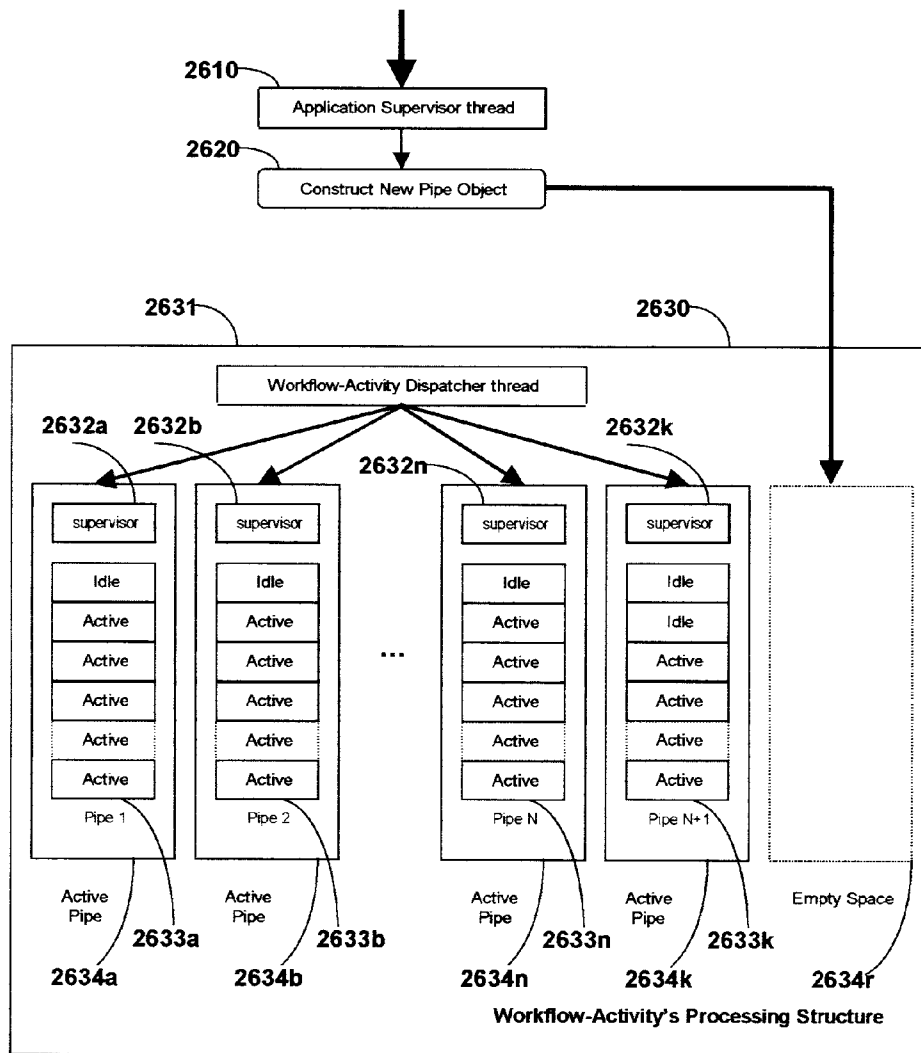 2610
Application Supervisor thread
2620
Construct New Pipe Object
2631
2630
Workflow-Activity Dispatcher thread
2632a
2632b
2632n
2632k
supervisor
supervisor
supervisor
supervisor
Idle
Idle
Idle
Idle
Active
Active
Active
Idle
Active
Active
Active
Active
...
Active
Active
Active
Active
Active
Active
Active
Active
Active
Active
Active
Active
Pipe 1
Pipe 2
Pipe N
Pipe N+1
Active Pipe
Active Pipe
Active Pipe
Active Pipe
Empty Space
2633a
2633b
2633n
2633k
2634a
2634b
2634n
2634k
2634r
Workflow-Activity's Processing Structure